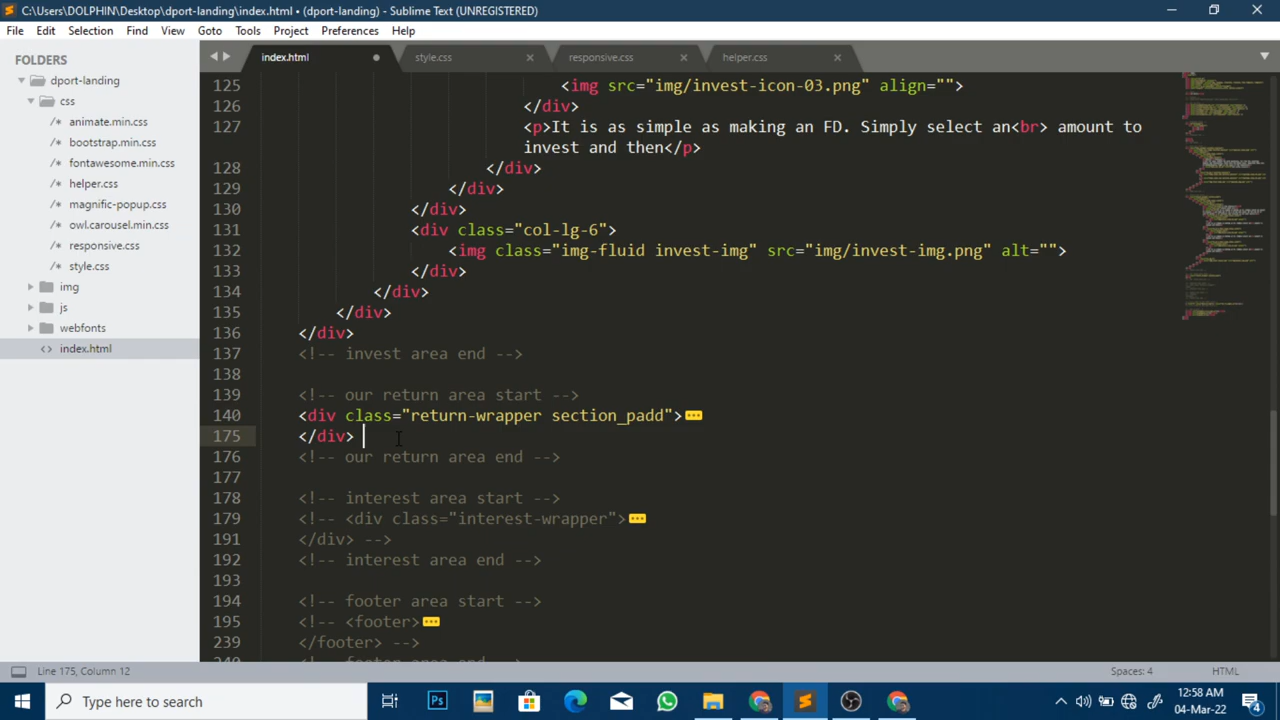 C:\Users\DOLPHIN\Desktop\dport-landing\index.html • (dport-landing) - Sublime Text (UNREGISTERED)
File Edit Selection Find View Goto Tools Project Preferences Help
FOLDERS
dport-landing
css
animate.min.css
bootstrap.min.css
fontawesome.min.css
helper.css
magnific-popup.css
owl.carousel.min.css
responsive.css
style.css
img
js
webfonts
index.html
index.html style.css responsive.css helper.css
125 <img src="img/invest-icon-03.png" align="">
126 </div>
127 <p>It is as simple as making an FD. Simply select an<br> amount to
invest and then</p>
128 </div>
129 </div>
130 </div>
131 <div class="col-lg-6">
132 <img class="img-fluid invest-img" src="img/invest-img.png" alt="">
133 </div>
134 </div>
135 </div>
136 </div>
137 <!-- invest area end -->
138
139 <!-- our return area start -->
140 <div class="return-wrapper section_padd">
175 </div>
176 <!-- our return area end -->
177
178 <!-- interest area start -->
179 <!-- <div class="interest-wrapper">
191 </div> -->
192 <!-- interest area end -->
193
194 <!-- footer area start -->
195 <!-- <footer>
239 </footer> -->
240 <!-- footer area end -->
Line 175, Column 12 Spaces: 4 HTML
Type here to search
Ps
12:58 AM
04-Mar-22
4